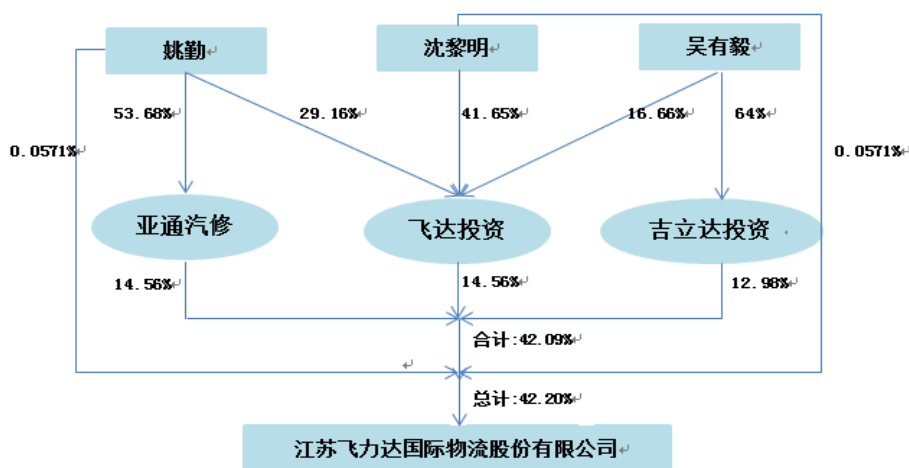 姚勤
沈黎明
吴有毅
53.68%
29.16%
41.65%
16.66%
64%
0.0571%
0.0571%
亚通汽修
飞达投资
吉立达投资
14.56%
14.56%
12.98%
合计:42.09%
总计:42.20%
江苏飞力达国际物流股份有限公司